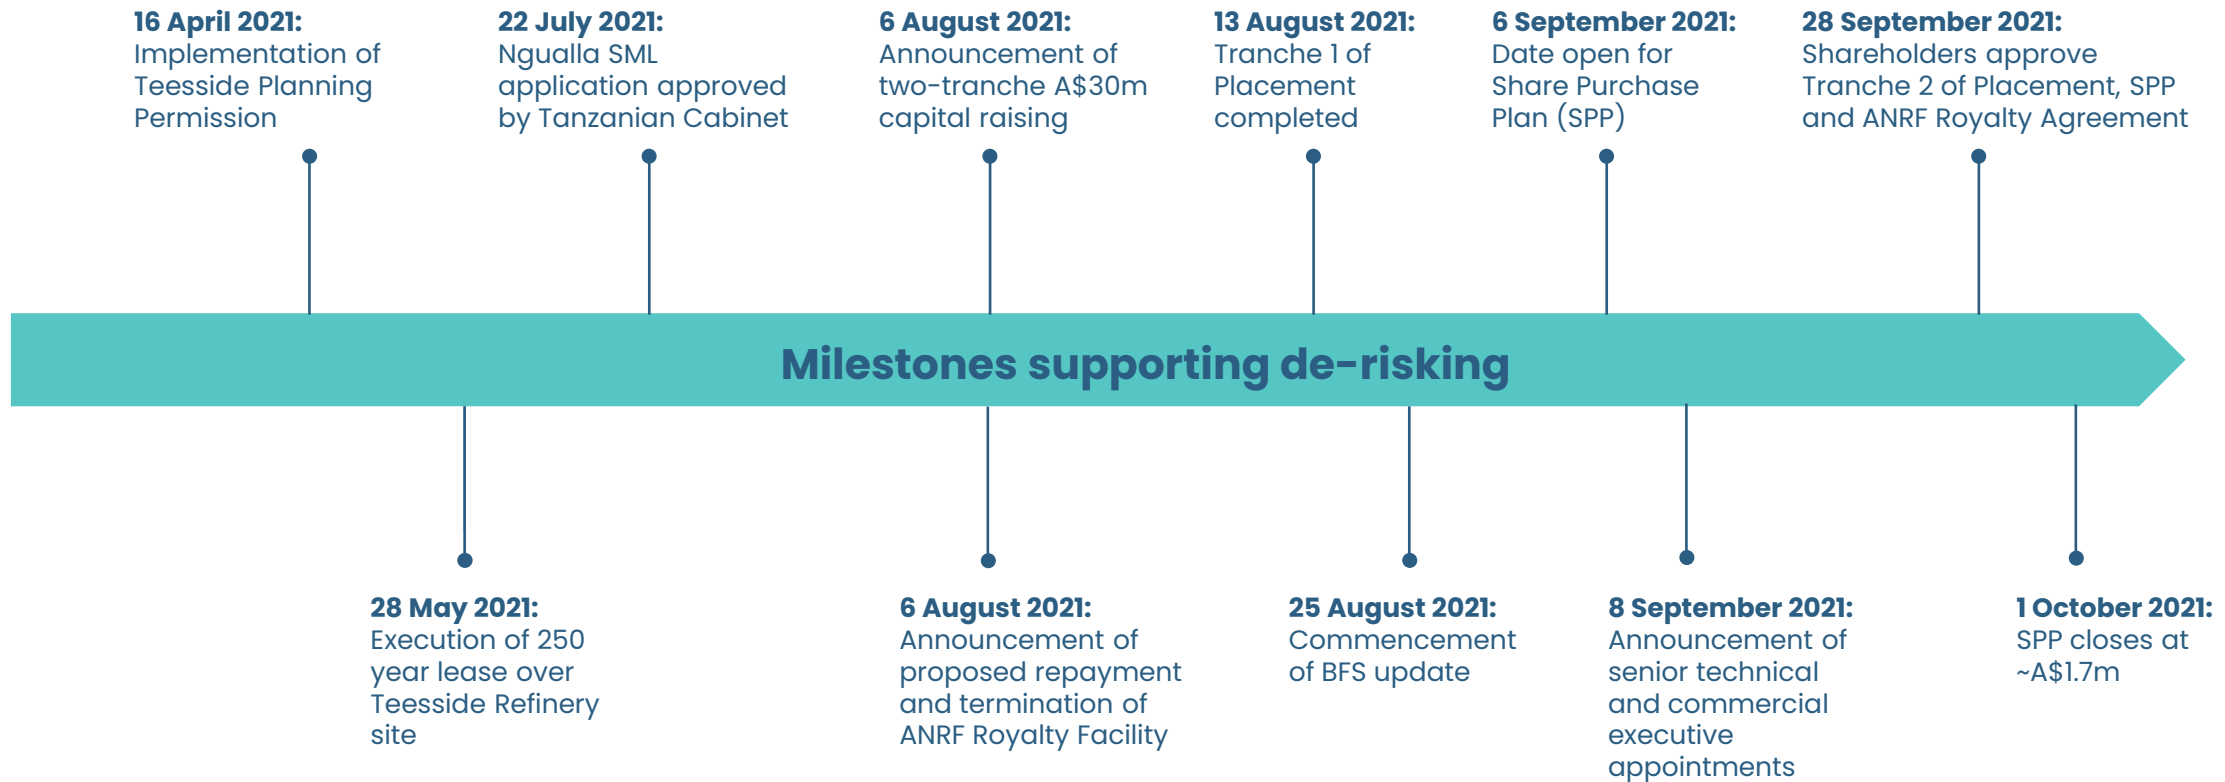 16 April 2021:
Implementation of
Teesside Planning
Permission
22 July 2021:
Ngualla SML
application approved
by Tanzanian Cabinet
6 August 2021:
Announcement of
two-tranche A$30m
capital raising
13 August 2021:
Tranche 1 of
Placement
completed
6 September 2021:
Date open for
Share Purchase
Plan (SPP)
28 September 2021:
Shareholders approve
Tranche 2 of Placement, SPP
and ANRF Royalty Agreement
Milestones supporting de-risking
28 May 2021:
Execution of 250
year lease over
Teesside Refinery
site
6 August 2021:
Announcement of
proposed repayment
and termination of
ANRF Royalty Facility
25 August 2021:
Commencement
of BFS update
8 September 2021:
Announcement of
senior technical
and commercial
executive
appointments
1 October 2021:
SPP closes at
~A$1.7m